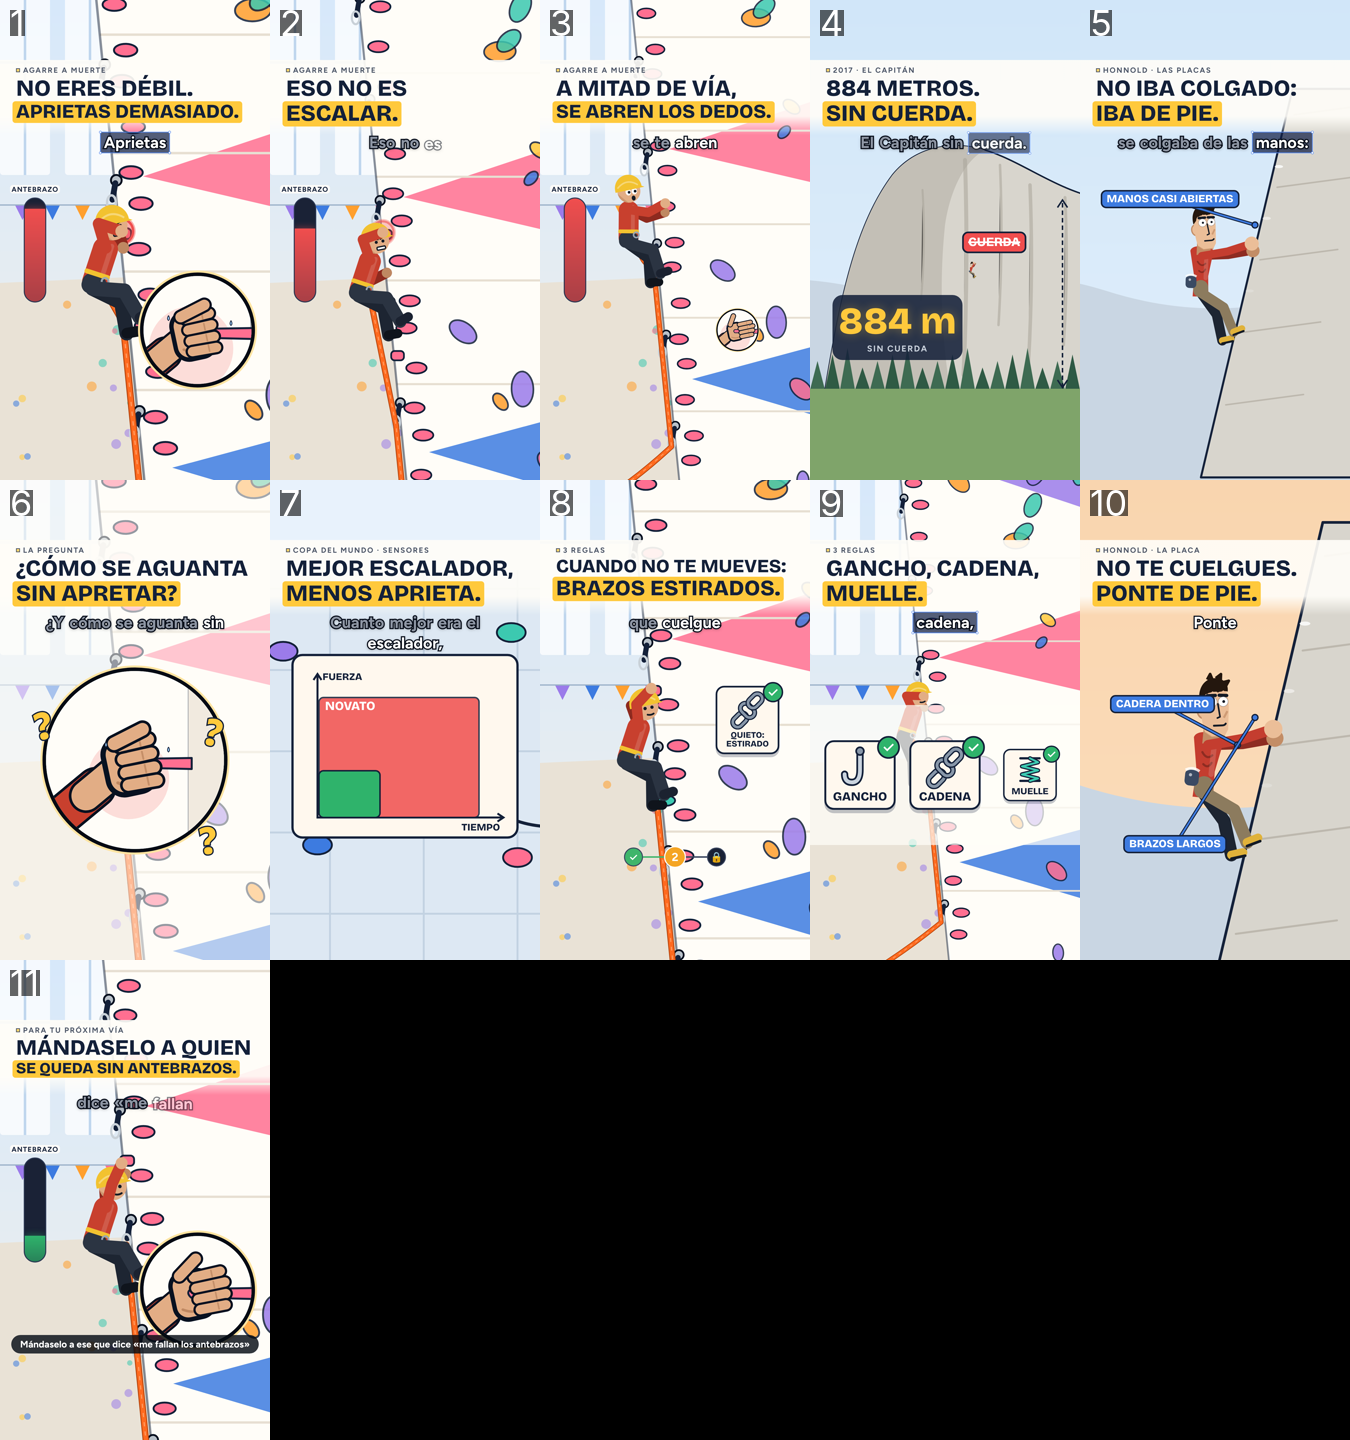 1
AGARRE A MUERTE
NO ERES DÉBIL.
APRIETAS DEMASIADO.
Aprietas
ANTEBRAZO
2
AGARRE A MUERTE
ESO NO ES
ESCALAR.
Eso no es
ANTEBRAZO
3
AGARRE A MUERTE
A MITAD DE VÍA,
SE ABREN LOS DEDOS.
se te abren
ANTEBRAZO
4
2017 · EL CAPITÁN
884 METROS.
SIN CUERDA.
El Capitán sin cuerda.
CUERDA
884 m
SIN CUERDA
5
HONNOLD · LAS PLACAS
NO IBA COLGADO:
IBA DE PIE.
se colgaba de las manos:
MANOS CASI ABIERTAS
6
LA PREGUNTA
¿CÓMO SE AGUANTA
SIN APRETAR?
¿Y cómo se aguanta sin
?
?
?
7
COPA DEL MUNDO · SENSORES
MEJOR ESCALADOR,
MENOS APRIETA.
Cuanto mejor era el
escalador,
FUERZA
NOVATO
TIEMPO
8
3 REGLAS
CUANDO NO TE MUEVES:
BRAZOS ESTIRADOS.
que cuelgue
QUIETO:
ESTIRADO
2
9
3 REGLAS
GANCHO, CADENA,
MUELLE.
cadena,
GANCHO
CADENA
MUELLE
10
HONNOLD · LA PLACA
NO TE CUELGUES.
PONTE DE PIE.
Ponte
CADERA DENTRO
BRAZOS LARGOS
11
PARA TU PRÓXIMA VÍA
MÁNDASELO A QUIEN
SE QUEDA SIN ANTEBRAZOS.
dice «me fallan
ANTEBRAZO
Mándaselo a ese que dice «me fallan los antebrazos»